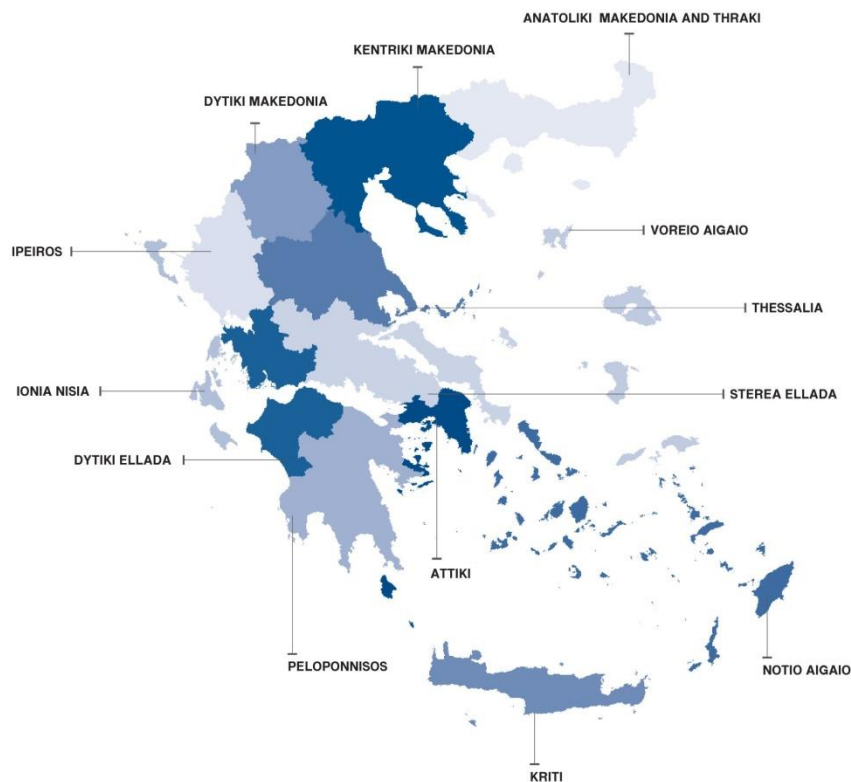 ANATOLIKI MAKEDONIA AND THRAKI
KENTRIKI MAKEDONIA
DYTIKI MAKEDONIA
VOREIO AIGAIO
IPEIROS
THESSALIA
IONIA NISIA
STEREA ELLADA
DYTIKI ELLADA
ATTIKI
PELOPONNISOS
NOTIO AIGAIO
KRITI